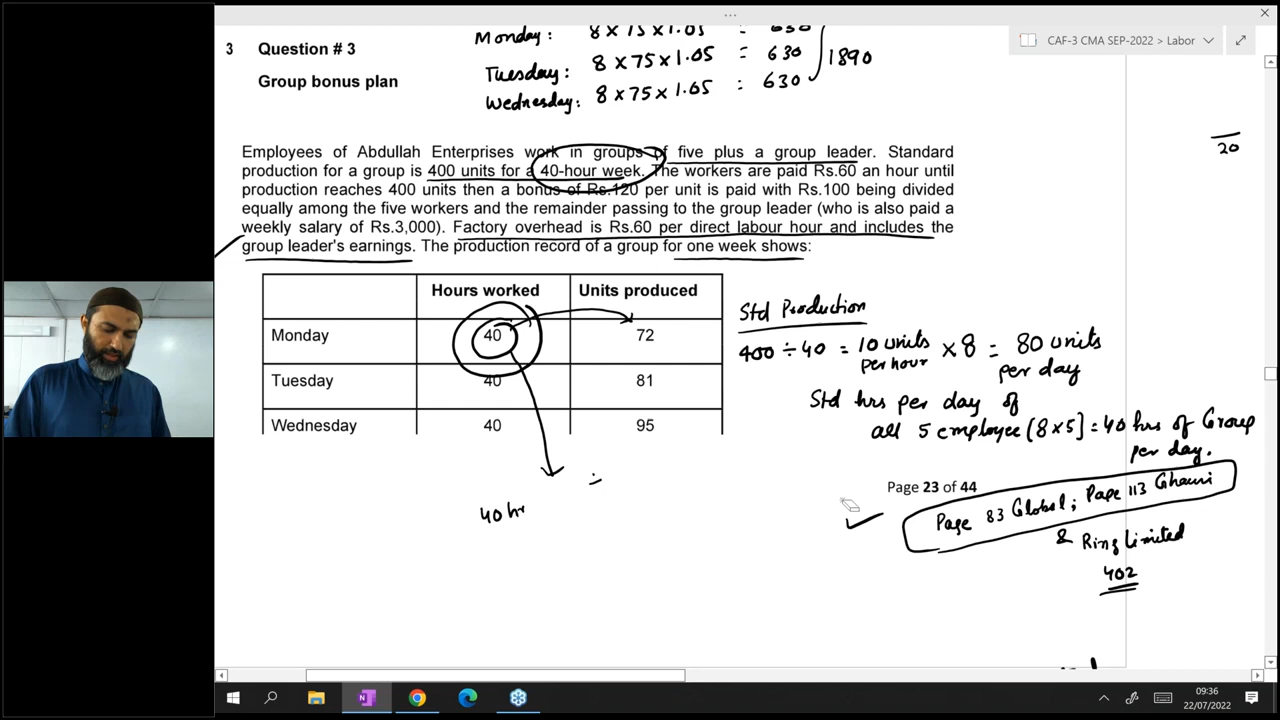 CAF-3 CMA SEP-2022 > Labor
3 Question # 3
Group bonus plan
Monday: 8 x 75 x 1.05 = 630
Tuesday: 8 x 75 x 1.05 = 630
Wednesday: 8 x 75 x 1.05 : 630
1890
20
Employees of Abdullah Enterprises work in groups of five plus a group leader. Standard
production for a group is 400 units for a 40-hour week. The workers are paid Rs.60 an hour until
production reaches 400 units then a bonus of Rs.120 per unit is paid with Rs.100 being divided
equally among the five workers and the remainder passing to the group leader (who is also paid a
weekly salary of Rs.3,000). Factory overhead is Rs.60 per direct labour hour and includes the
group leader's earnings. The production record of a group for one week shows:
Hours worked Units produced
Monday 40 72
Tuesday 40 81
Wednesday 40 95
Std Production
400 ÷ 40 = 10 units per hour x 8 = 80 units per day
Std hrs per day of
all 5 employee (8 x 5) = 40 hrs of Group
per day.
40 hr ÷
Page 23 of 44
Page 83 Global; Page 113 Ghauri
& Ring Limited
402
09:36
22/07/2022